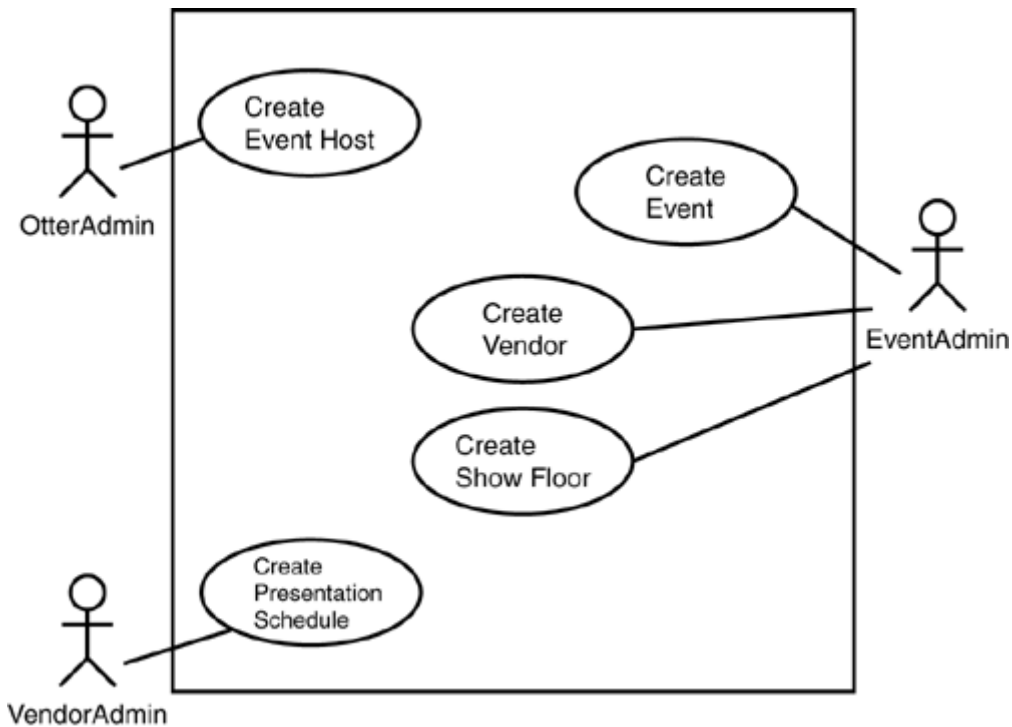 Create
Event Host
OtterAdmin
Create
Event
Create
Vendor
EventAdmin
Create
Show Floor
Create
Presentation
Schedule
VendorAdmin